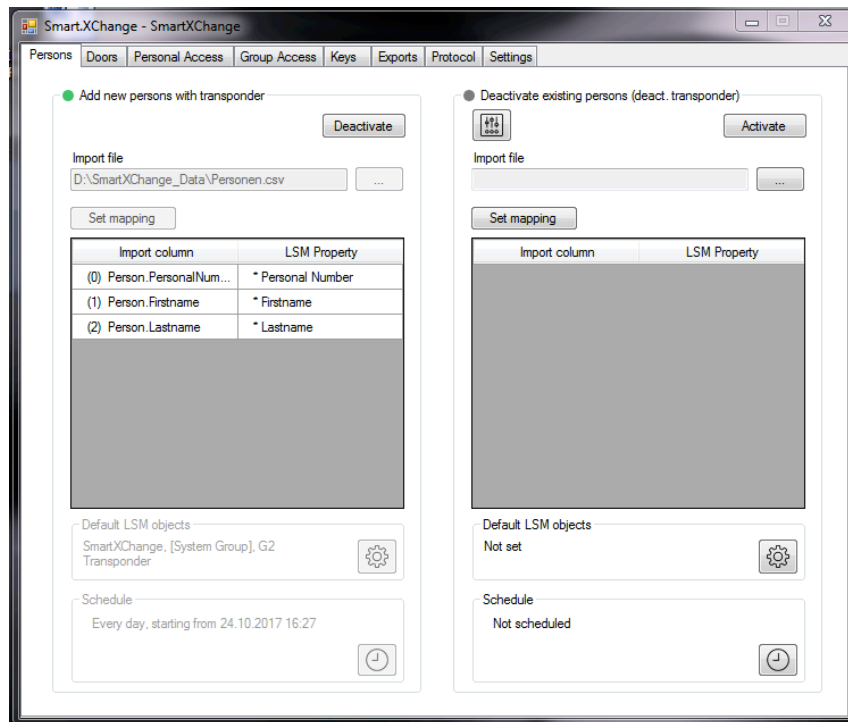 Smart.XChange - SmartXChange
Persons Doors Personal Access Group Access Keys Exports Protocol Settings
Add new persons with transponder
Deactivate
Import file
D:\SmartXChange_Data\Personen.csv ...
Set mapping
Import column LSM Property
(0) Person.PersonalNum... * Personal Number
(1) Person.Firstname * Firstname
(2) Person.Lastname * Lastname
Default LSM objects
SmartXChange, [System Group], G2
Transponder
Schedule
Every day, starting from 24.10.2017 16:27
Deactivate existing persons (deact. transponder)
Activate
Import file
...
Set mapping
Import column LSM Property
Default LSM objects
Not set
Schedule
Not scheduled